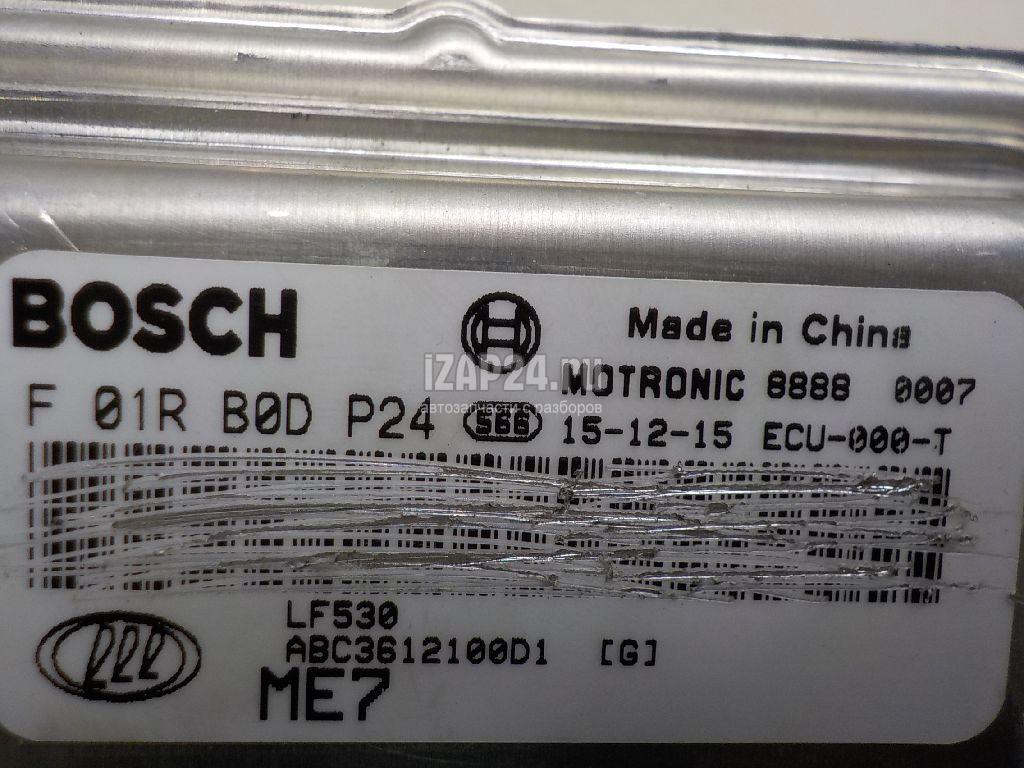 BOSCH
Made in China
iZAP24.ru
автозапчасти с разборов
MOTRONIC 8888 0007
F 01R B0D P24 566 15-12-15 ECU-000-T
LF530
ABC3612100D1 [G]
ME7